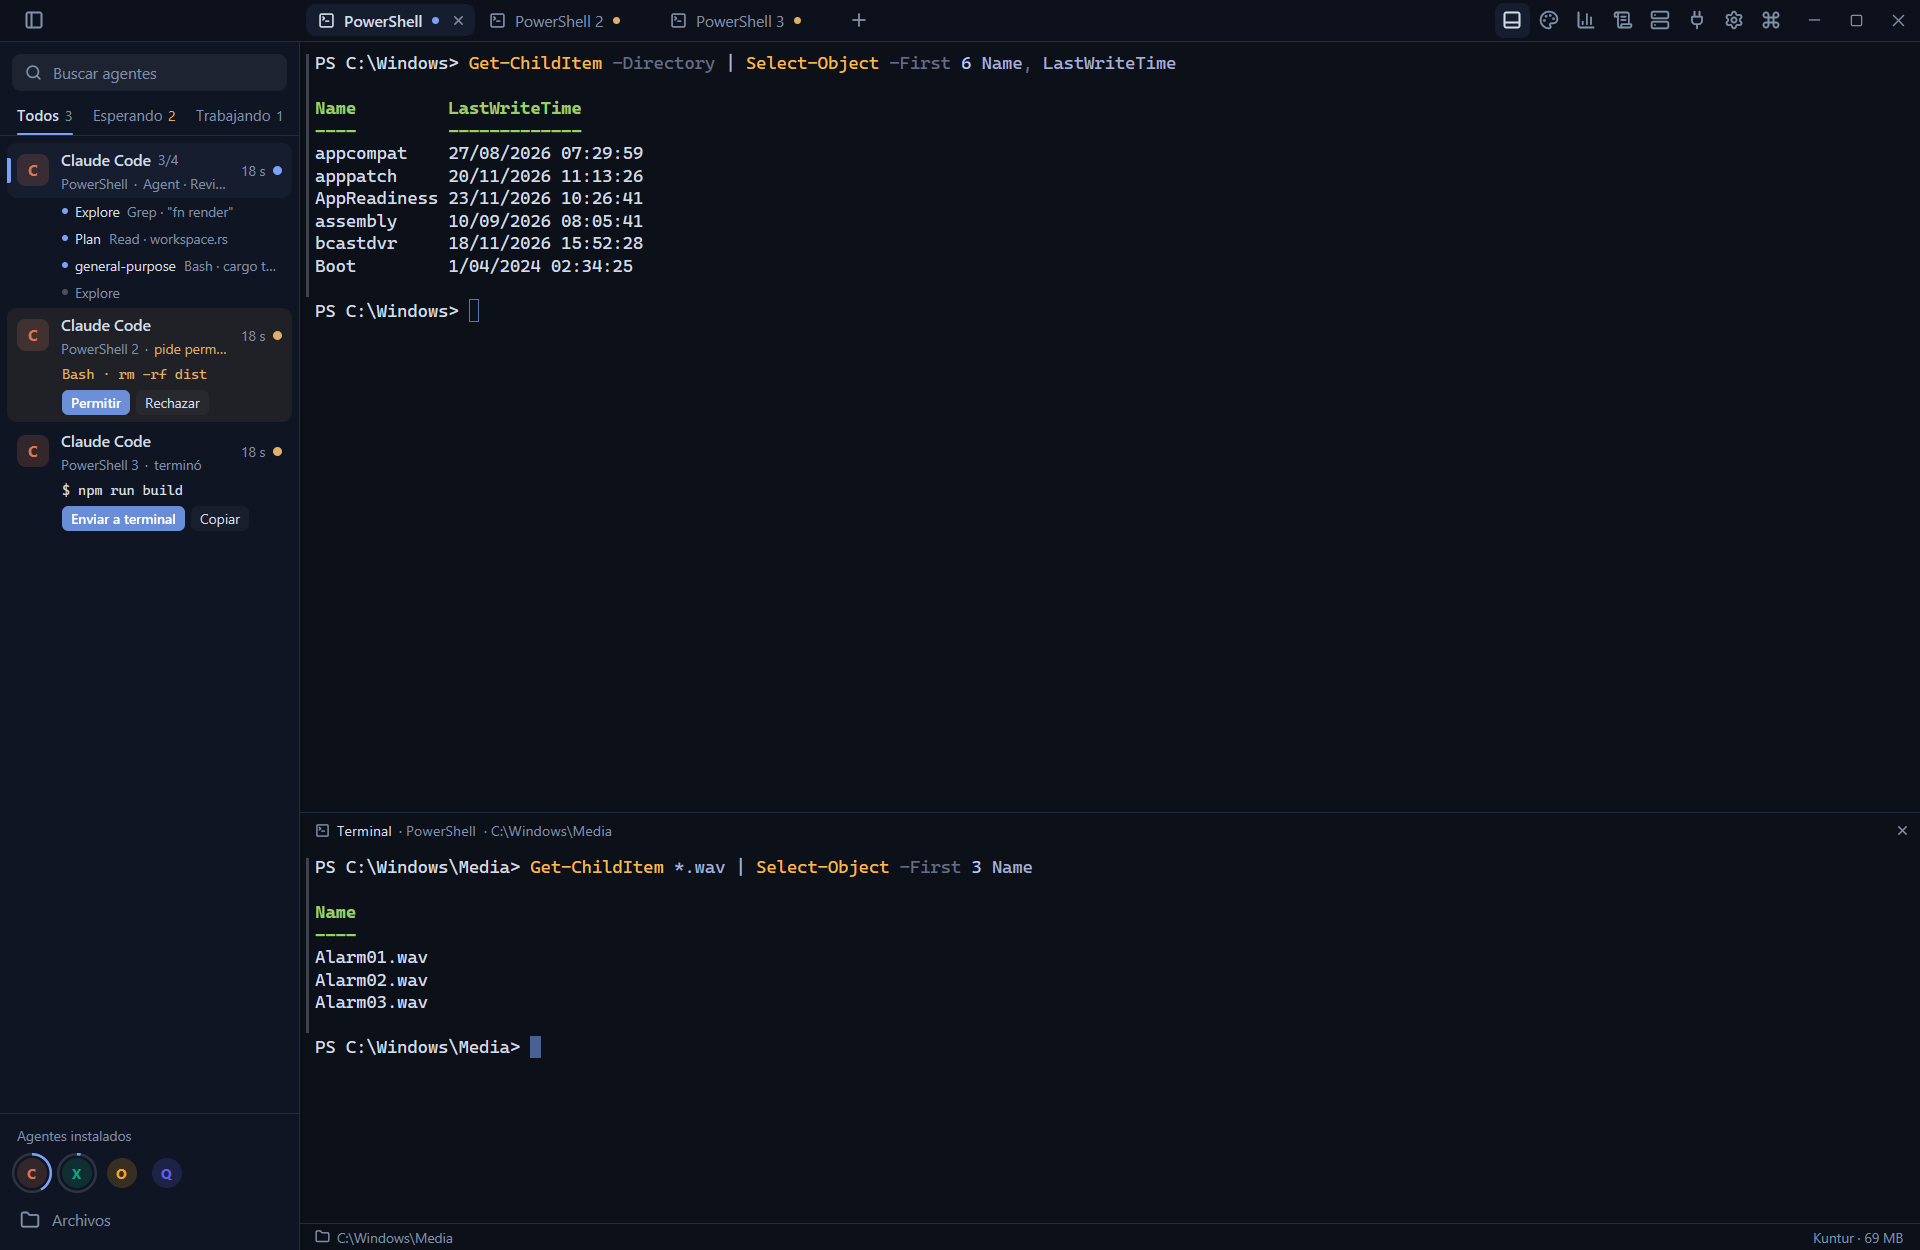 PowerShell
PowerShell 2
PowerShell 3
Buscar agentes
Todos 3
Esperando 2
Trabajando 1
C
Claude Code 3/4
PowerShell · Agent · Revi...
18 s
Explore Grep · "fn render"
Plan Read · workspace.rs
general-purpose Bash · cargo t...
Explore
C
Claude Code
PowerShell 2 · pide perm...
18 s
Bash · rm -rf dist
Permitir
Rechazar
C
Claude Code
PowerShell 3 · terminó
18 s
$ npm run build
Enviar a terminal
Copiar
Agentes instalados
C X O Q
Archivos
PS C:\Windows> Get-ChildItem -Directory | Select-Object -First 6 Name, LastWriteTime
Name LastWriteTime
---- -------------
appcompat 27/08/2026 07:29:59
apppatch 20/11/2026 11:13:26
AppReadiness 23/11/2026 10:26:41
assembly 10/09/2026 08:05:41
bcastdvr 18/11/2026 15:52:28
Boot 1/04/2024 02:34:25
PS C:\Windows>
Terminal · PowerShell · C:\Windows\Media
PS C:\Windows\Media> Get-ChildItem *.wav | Select-Object -First 3 Name
Name
----
Alarm01.wav
Alarm02.wav
Alarm03.wav
PS C:\Windows\Media>
C:\Windows\Media
Kuntur · 69 MB